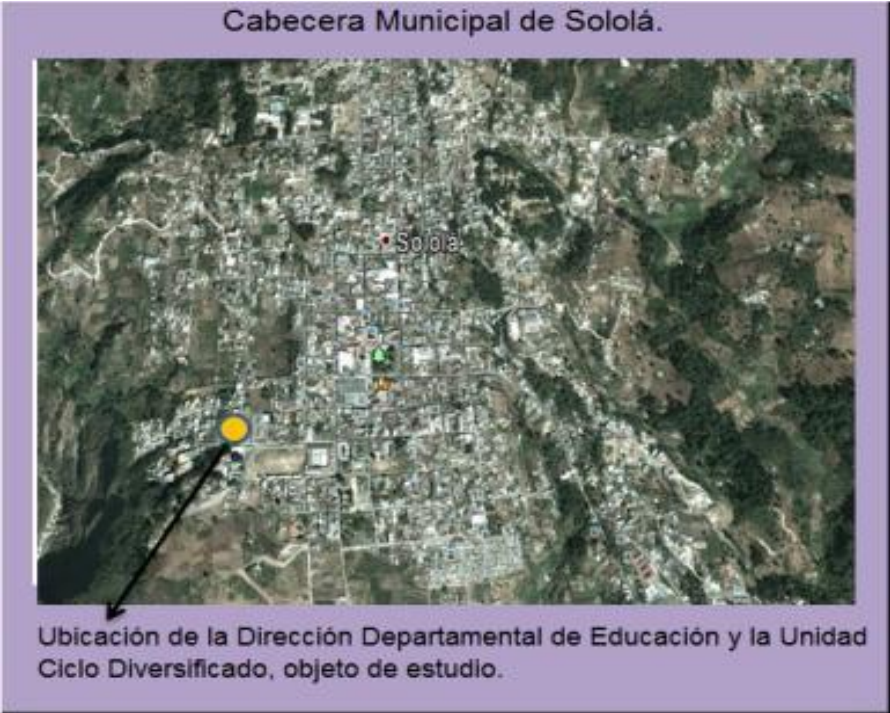 Cabecera Municipal de Sololá.
Sololá
Ubicación de la Dirección Departamental de Educación y la Unidad
Ciclo Diversificado, objeto de estudio.